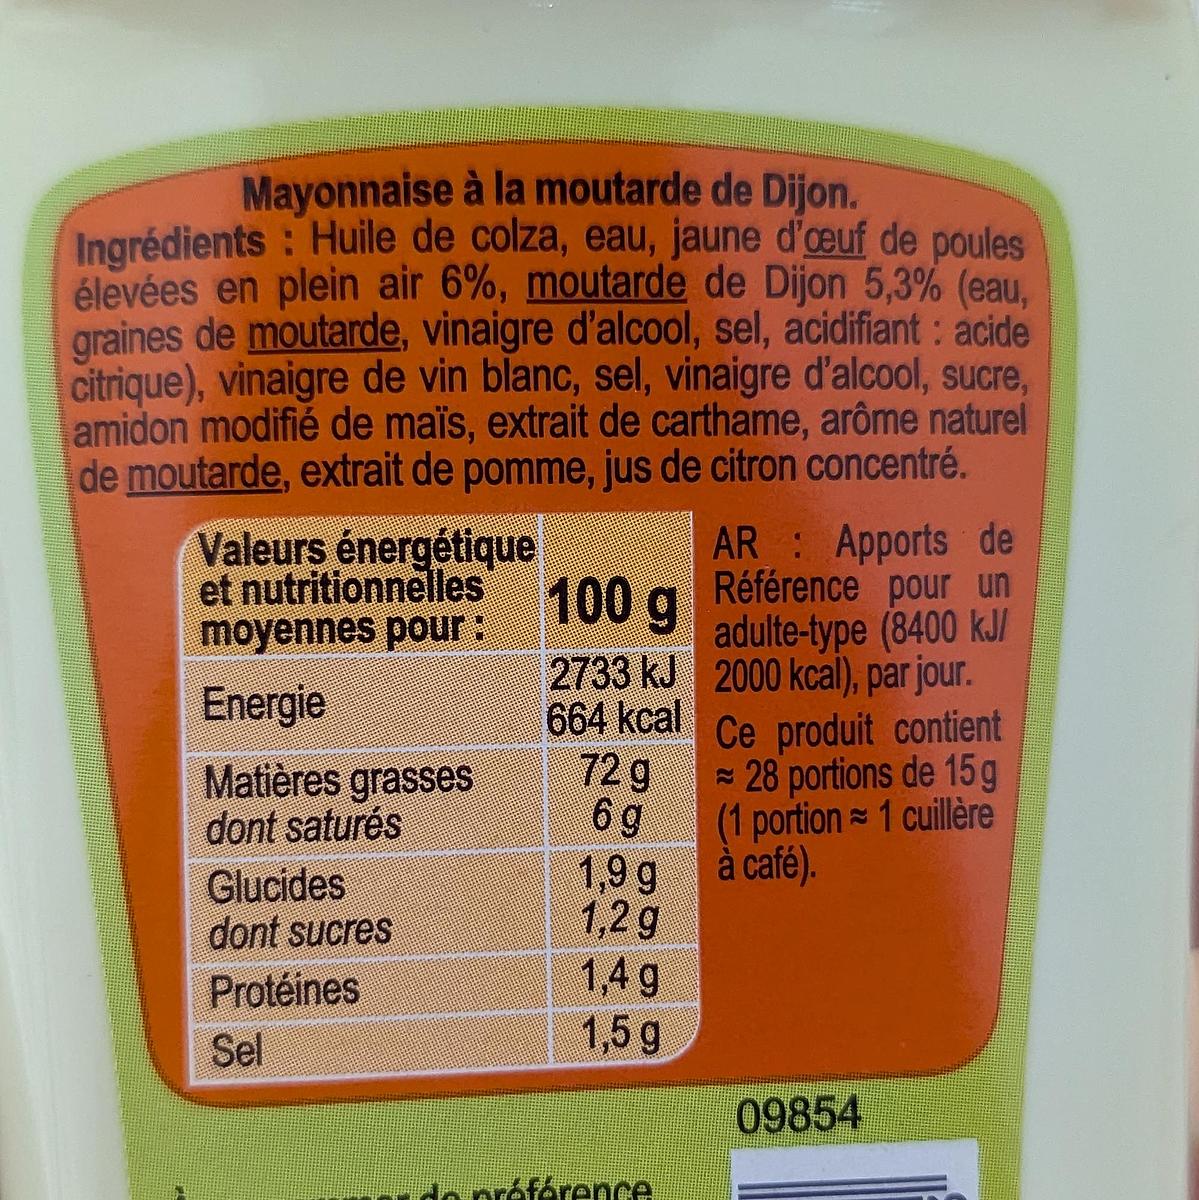 Mayonnaise à la moutarde de Dijon.
Ingrédients : Huile de colza, eau, jaune d'œuf de poules
élevées en plein air 6%, moutarde de Dijon 5,3% (eau,
graines de moutarde, vinaigre d'alcool, sel, acidifiant : acide
citrique), vinaigre de vin blanc, sel, vinaigre d'alcool, sucre,
amidon modifié de maïs, extrait de carthame, arôme naturel
de moutarde, extrait de pomme, jus de citron concentré.
Valeurs énergétique
et nutritionnelles
moyennes pour :
100 g
Energie
2733 kJ
664 kcal
Matières grasses 72 g
dont saturés 6 g
Glucides 1,9 g
dont sucres 1,2 g
Protéines 1,4 g
Sel 1,5 g
AR : Apports de
Référence pour un
adulte-type (8400 kJ/
2000 kcal), par jour.
Ce produit contient
≈ 28 portions de 15g
(1 portion ≈ 1 cuillère
à café).
09854
de préférence